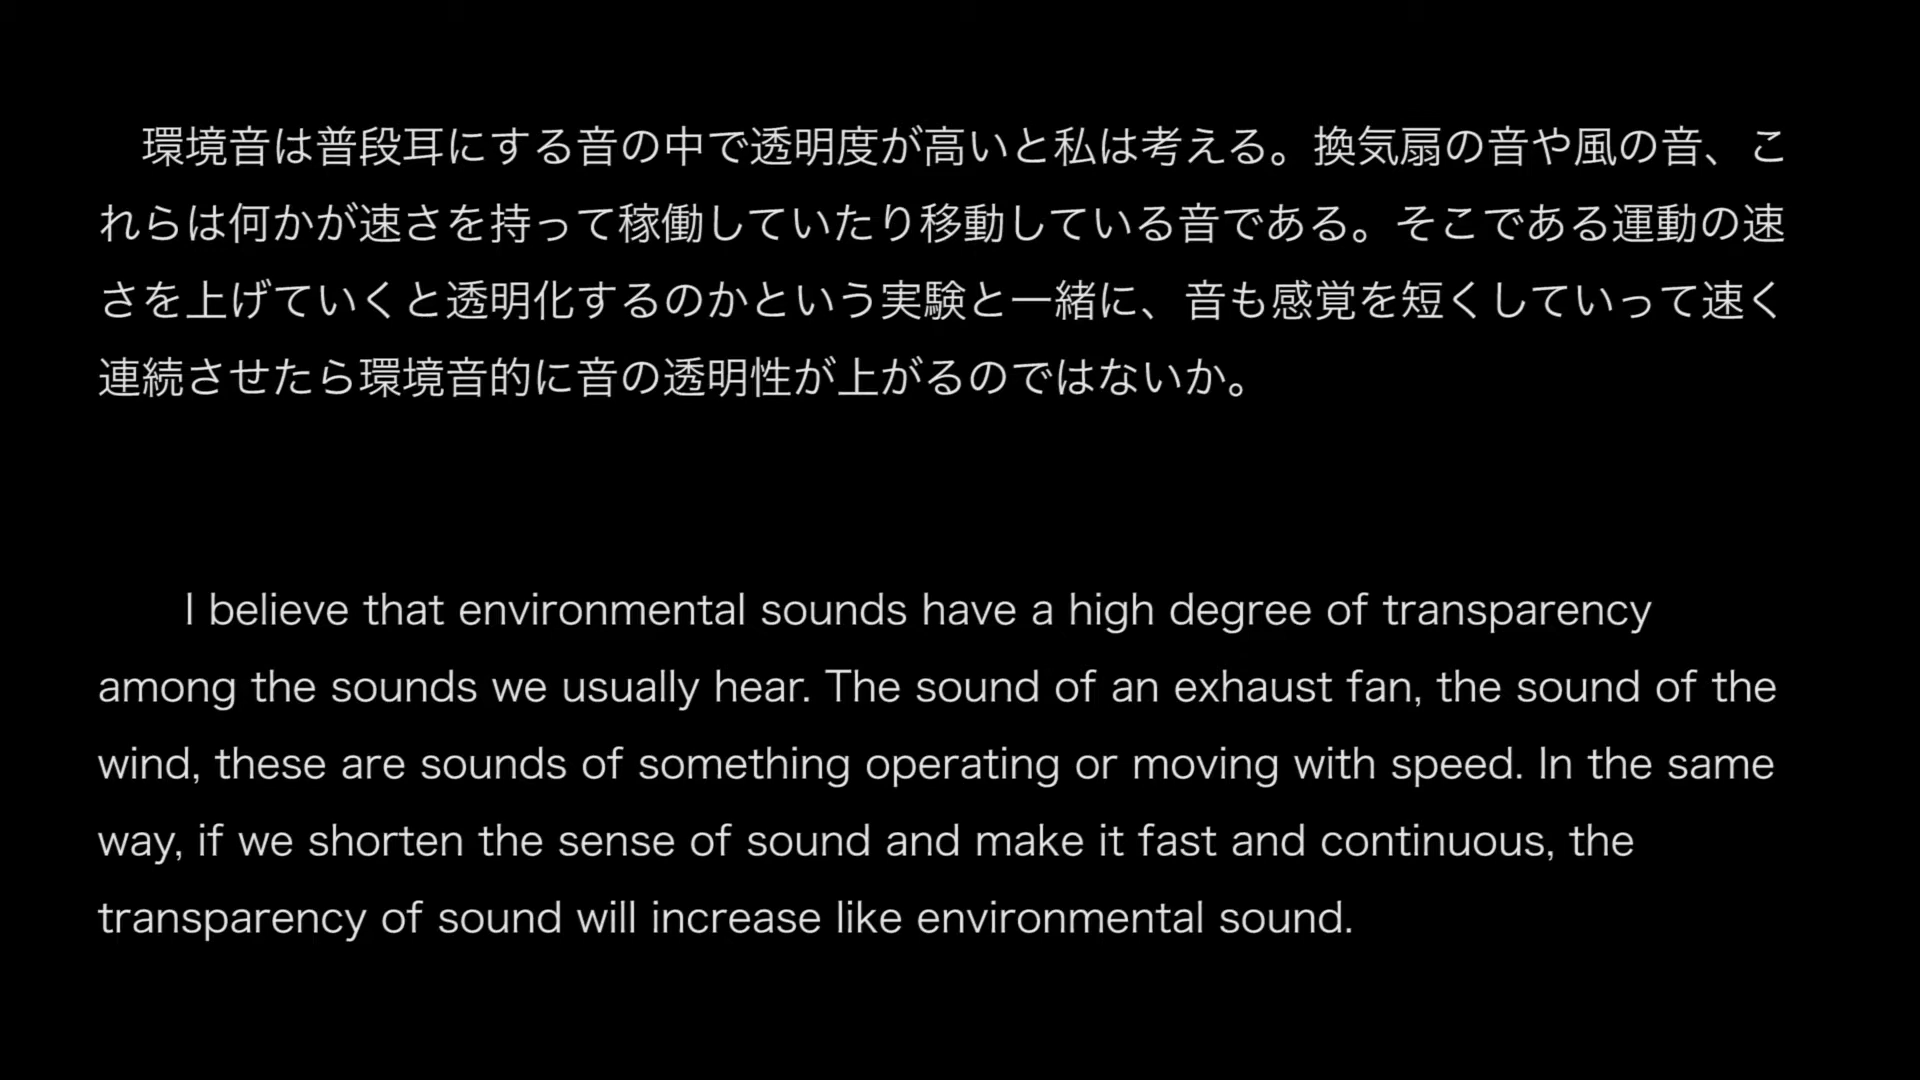 環境音は普段耳にする音の中で透明度が高いと私は考える。換気扇の音や風の音、こ
れらは何かが速さを持って稼働していたり移動している音である。そこである運動の速
さを上げていくと透明化するのかという実験と一緒に、音も感覚を短くしていって速く
連続させたら環境音的に音の透明性が上がるのではないか。
I believe that environmental sounds have a high degree of transparency
among the sounds we usually hear. The sound of an exhaust fan, the sound of the
wind, these are sounds of something operating or moving with speed. In the same
way, if we shorten the sense of sound and make it fast and continuous, the
transparency of sound will increase like environmental sound.